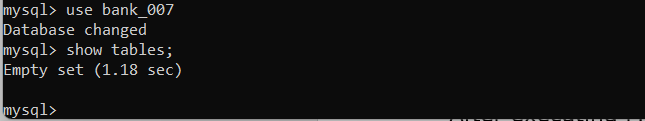 mysql> use bank_007
Database changed
mysql> show tables;
Empty set (1.18 sec)
mysql>